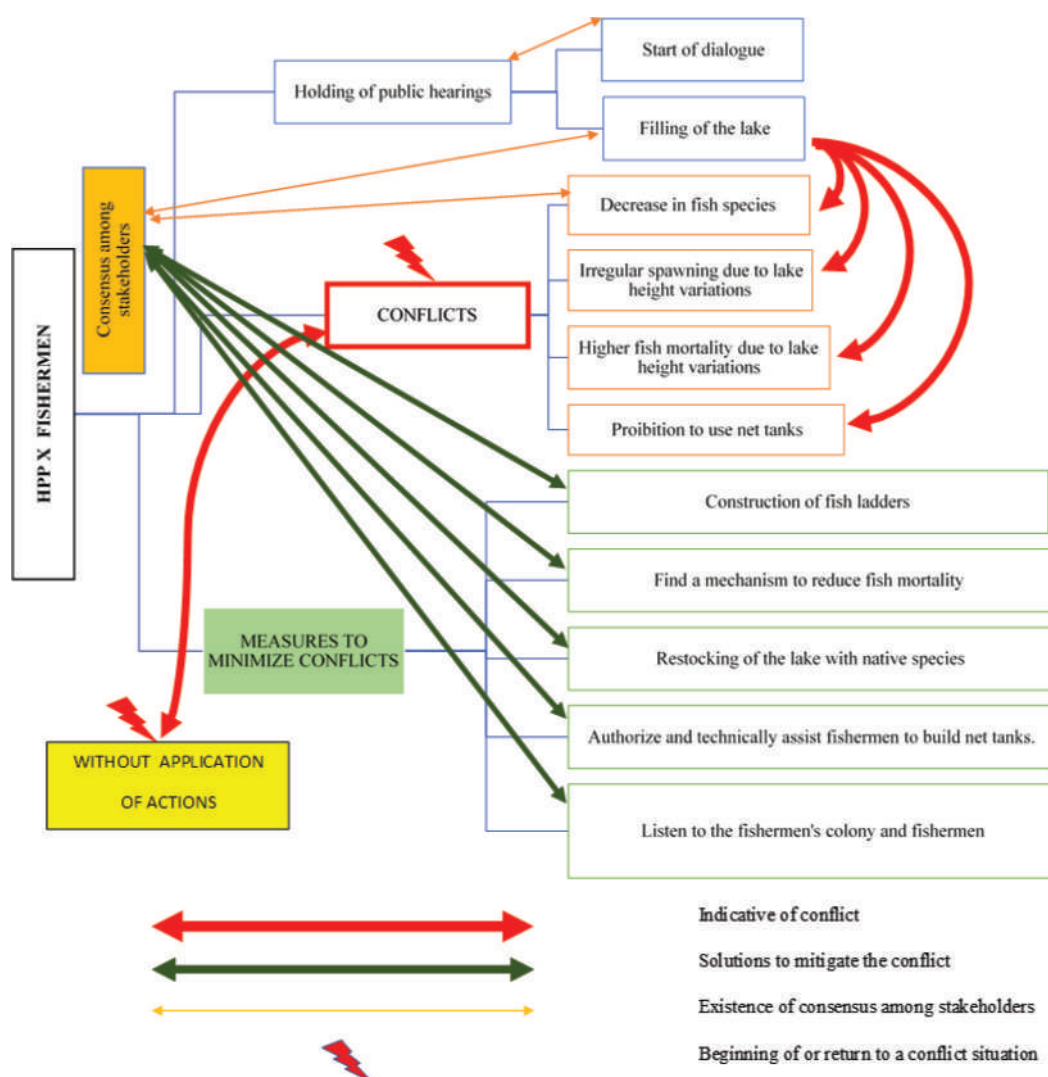 Start of dialogue
Holding of public hearings
Filling of the lake
Consensus among
stakeholders
Decrease in fish species
Irregular spawning due to lake
height variations
CONFLICTS
Higher fish mortality due to lake
height variations
Proibition to use net tanks
HPP X FISHERMEN
Construction of fish ladders
Find a mechanism to reduce fish mortality
MEASURES TO
MINIMIZE CONFLICTS
Restocking of the lake with native species
Authorize and technically assist fishermen to build net tanks.
WITHOUT APPLICATION
OF ACTIONS
Listen to the fishermen's colony and fishermen
Indicative of conflict
Solutions to mitigate the conflict
Existence of consensus among stakeholders
Beginning of or return to a conflict situation